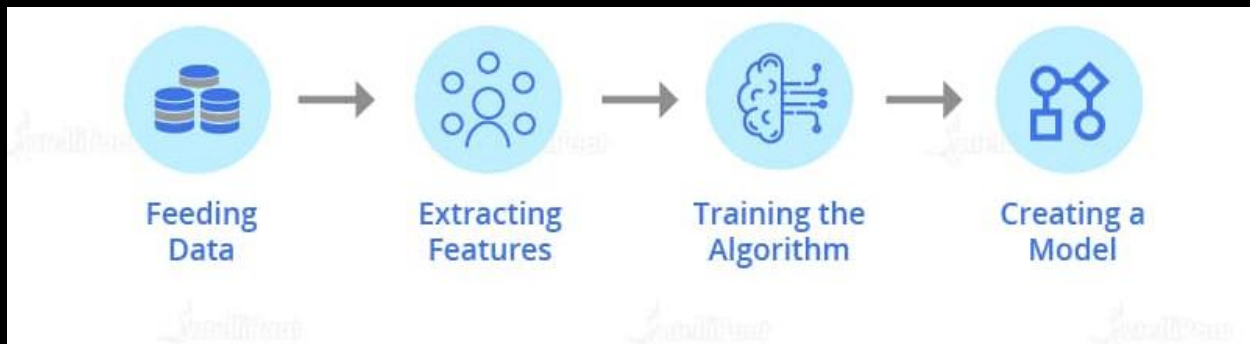 Feeding
Data
Extracting
Features
Training the
Algorithm
Creating a
Model